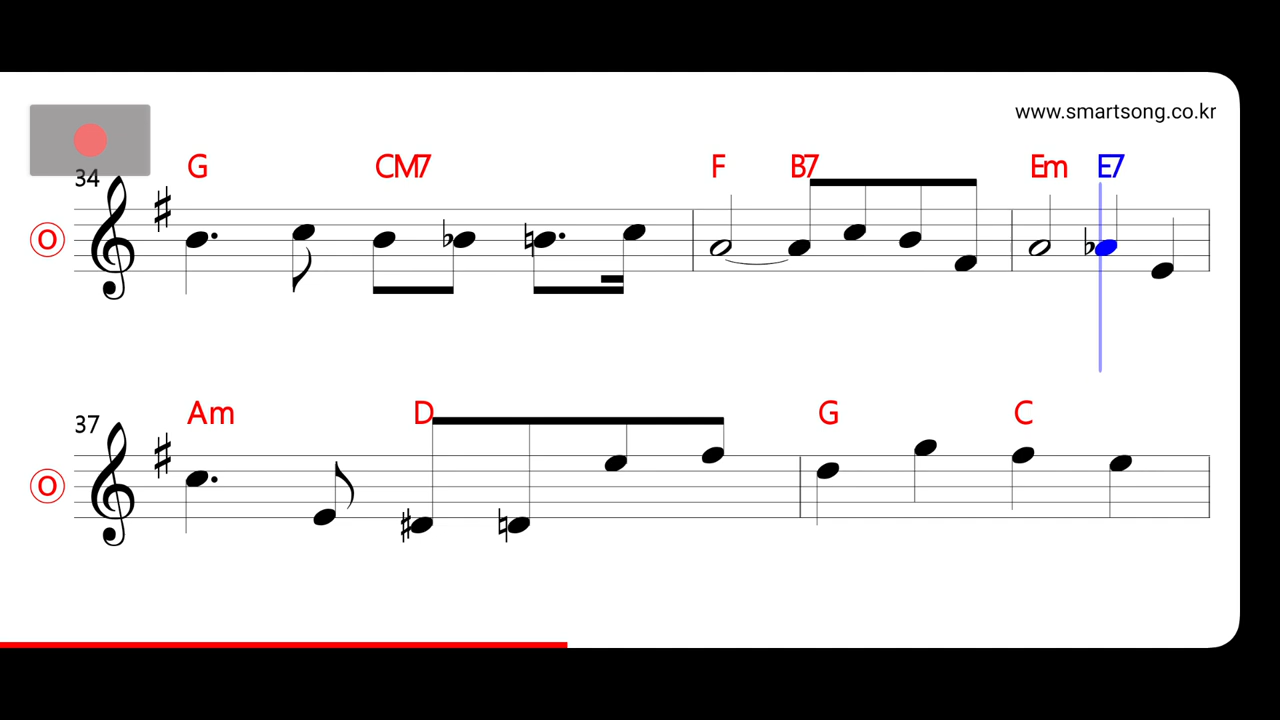 www.smartsong.co.kr
34 G CM7 F B7 Em E7
O
37 Am D G C
O